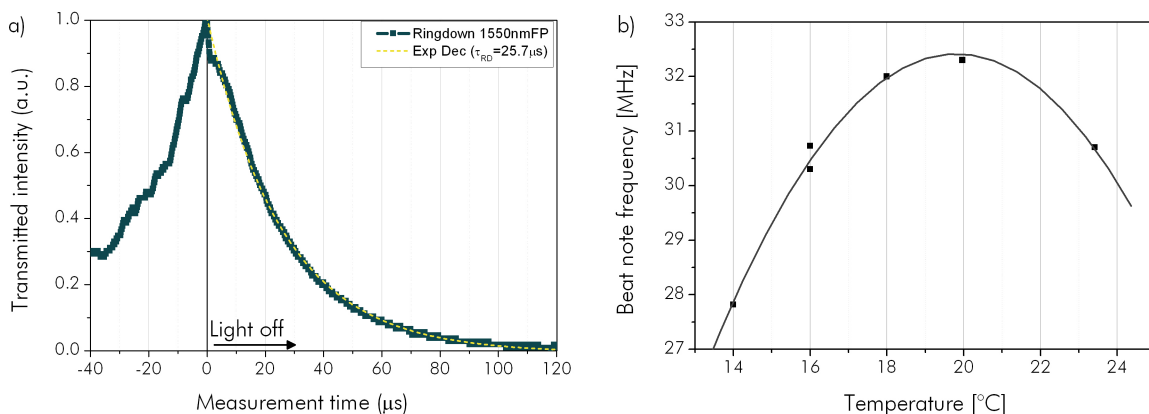 a)
Transmitted intensity (a.u.)
1.0
0.8
0.6
0.4
0.2
0.0
Ringdown 1550nmFP
Exp Dec (τRD=25.7μs)
Light off
-40 -20 0 20 40 60 80 100 120
Measurement time (μs)
b)
Beat note frequency [MHz]
33
32
31
30
29
28
27
14 16 18 20 22 24
Temperature [°C]